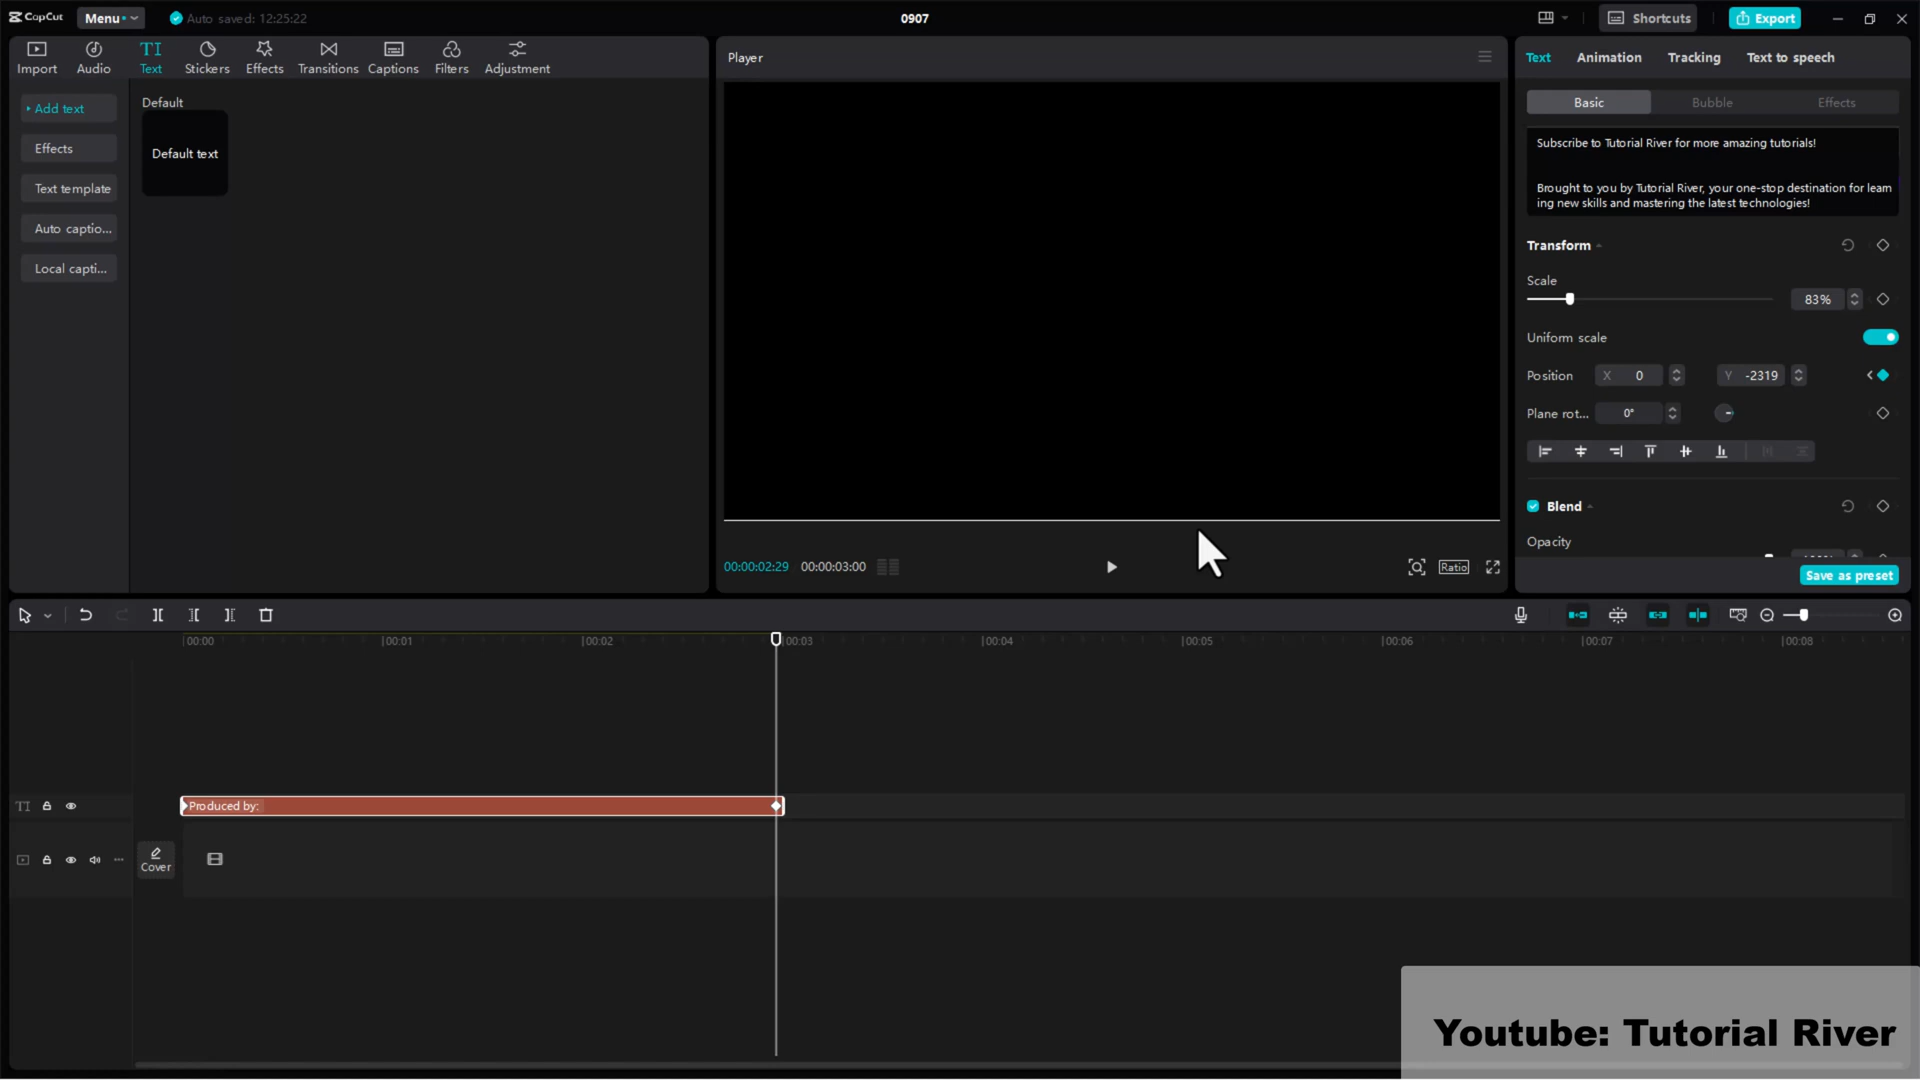 CapCut
Menu
Auto saved: 12:25:22
0907
Shortcuts
Export
Import
Audio
TI
Text
Stickers
Effects
Transitions
Captions
Filters
Adjustment
Add text
Effects
Text template
Auto captio...
Local capti...
Default
Default text
Player
00:00:02:29
00:00:03:00
Ratio
Text
Animation
Tracking
Text to speech
Basic
Bubble
Effects
Subscribe to Tutorial River for more amazing tutorials!
Brought to you by Tutorial River, your one-stop destination for learn
ing new skills and mastering the latest technologies!
Transform
Scale
83%
Uniform scale
Position
X 0
Y -2319
Plane rot...
0°
Blend
Opacity
Save as preset
00:00
00:01
00:02
00:03
00:04
00:05
00:06
00:07
00:08
TI
Produced by:
Cover
Youtube: Tutorial River